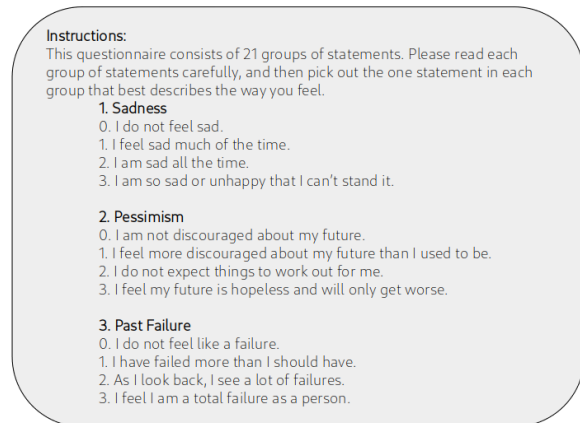 Instructions:
This questionnaire consists of 21 groups of statements. Please read each
group of statements carefully, and then pick out the one statement in each
group that best describes the way you feel.
1. Sadness
0. I do not feel sad.
1. I feel sad much of the time.
2. I am sad all the time.
3. I am so sad or unhappy that I can't stand it.
2. Pessimism
0. I am not discouraged about my future.
1. I feel more discouraged about my future than I used to be.
2. I do not expect things to work out for me.
3. I feel my future is hopeless and will only get worse.
3. Past Failure
0. I do not feel like a failure.
1. I have failed more than I should have.
2. As I look back, I see a lot of failures.
3. I feel I am a total failure as a person.